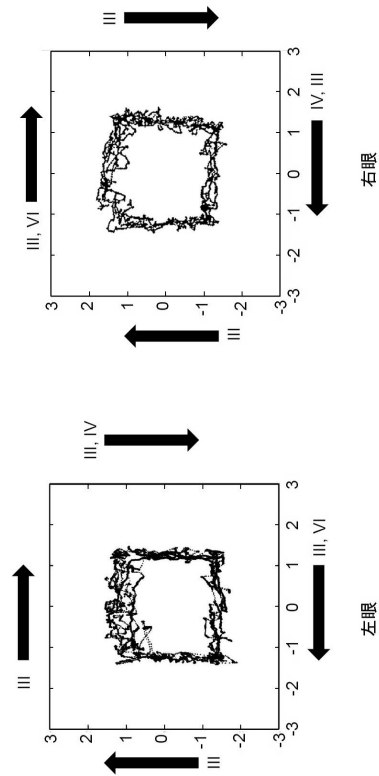 III
III
3
2
1
0
-1
-2
-3
-3 -2 -1 0 1 2 3
III, IV
III, VI
左眼
III, VI
III
3
2
1
0
-1
-2
-3
-3 -2 -1 0 1 2 3
III
IV, III
右眼